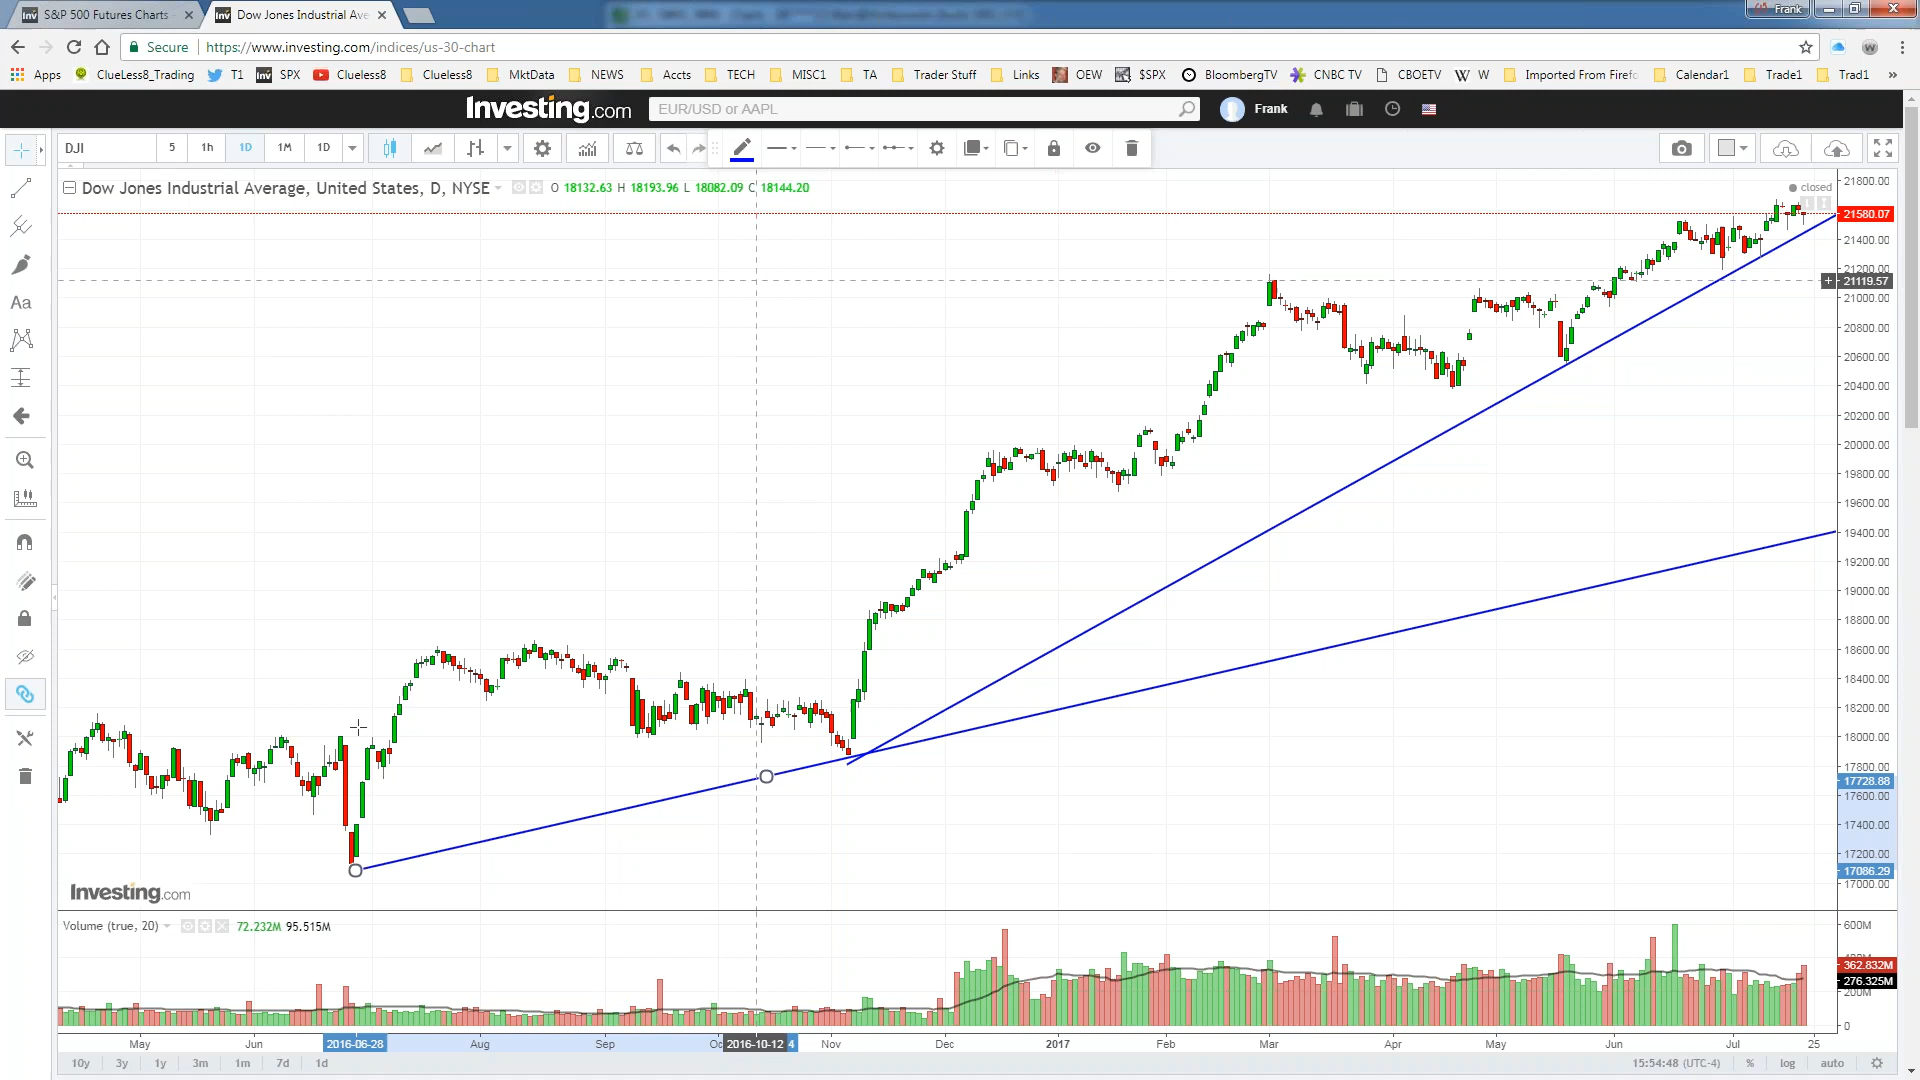 S&P 500 Futures Charts -
Dow Jones Industrial Ave
Frank
Secure
https://www.investing.com/indices/us-30-chart
Apps ClueLess8_Trading T1 SPX Clueless8 Clueless8 MktData NEWS Accts TECH MISC1 TA Trader Stuff Links OEW $SPX BloombergTV CNBC TV CBOETV W Imported From Firefo Calendar1 Trade1 Trad1 »
Investing.com
EUR/USD or AAPL
Frank
DJI 5 1h 1D 1M 1D
Dow Jones Industrial Average, United States, D, NYSE O 18132.63 H 18193.96 L 18082.09 C 18144.20
closed
Aa
21800.00
21580.07
21400.00
21200.00
21119.57
21000.00
20800.00
20600.00
20400.00
20200.00
20000.00
19800.00
19600.00
19400.00
19200.00
19000.00
18800.00
18600.00
18400.00
18200.00
18000.00
17800.00
17728.88
17600.00
17400.00
17200.00
17086.29
17000.00
Investing.com
Volume (true, 20) 72.232M 95.515M
600M
362.832M
276.325M
200M
0
May Jun 2016-06-28 Aug Sep Oc 2016-10-12 4 Nov Dec 2017 Feb Mar Apr May Jun Jul 25
10y 3y 1y 3m 1m 7d 1d
15:54:48 (UTC-4) % log auto